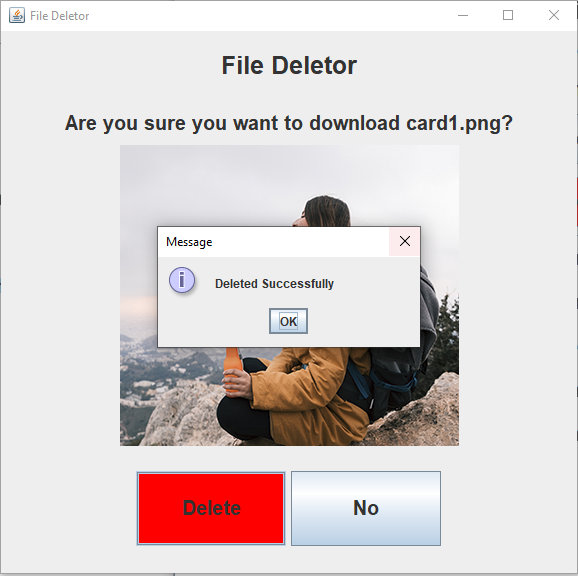 File Deletor
File Deletor
Are you sure you want to download card1.png?
Message
Deleted Successfully
OK
Delete
No